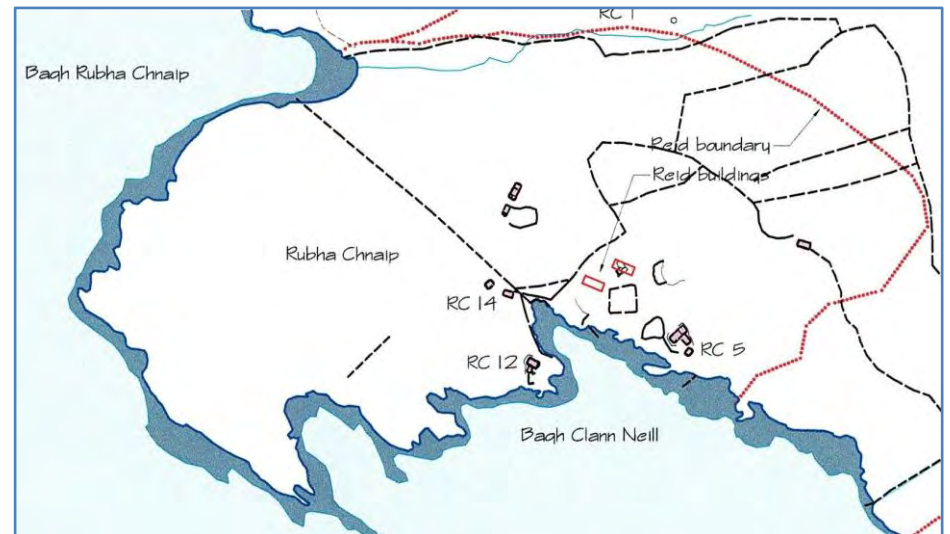 RC 1
Bagh Rubha Chnaip
Reid boundary
Reid buildings
Rubha Chnaip
RC 14
RC 12
RC 5
Bagh Clann Neill